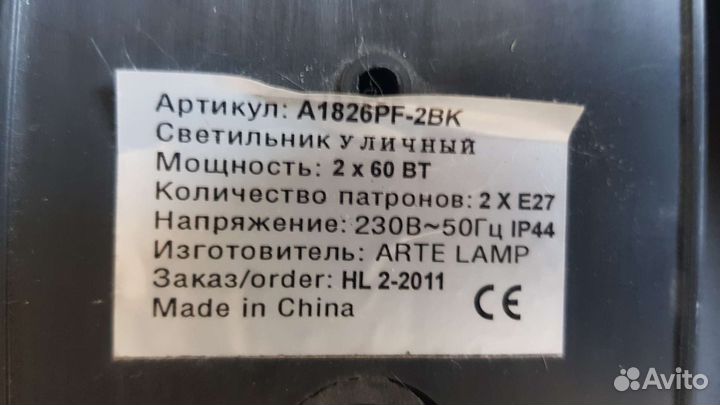 Артикул: A1826PF-2BK
Светильник уличный
Мощность: 2 x 60 ВТ
Количество патронов: 2 X E27
Напряжение: 230В~50Гц IP44
Изготовитель: ARTE LAMP
Заказ/order: HL 2-2011
Made in China CE
Avito